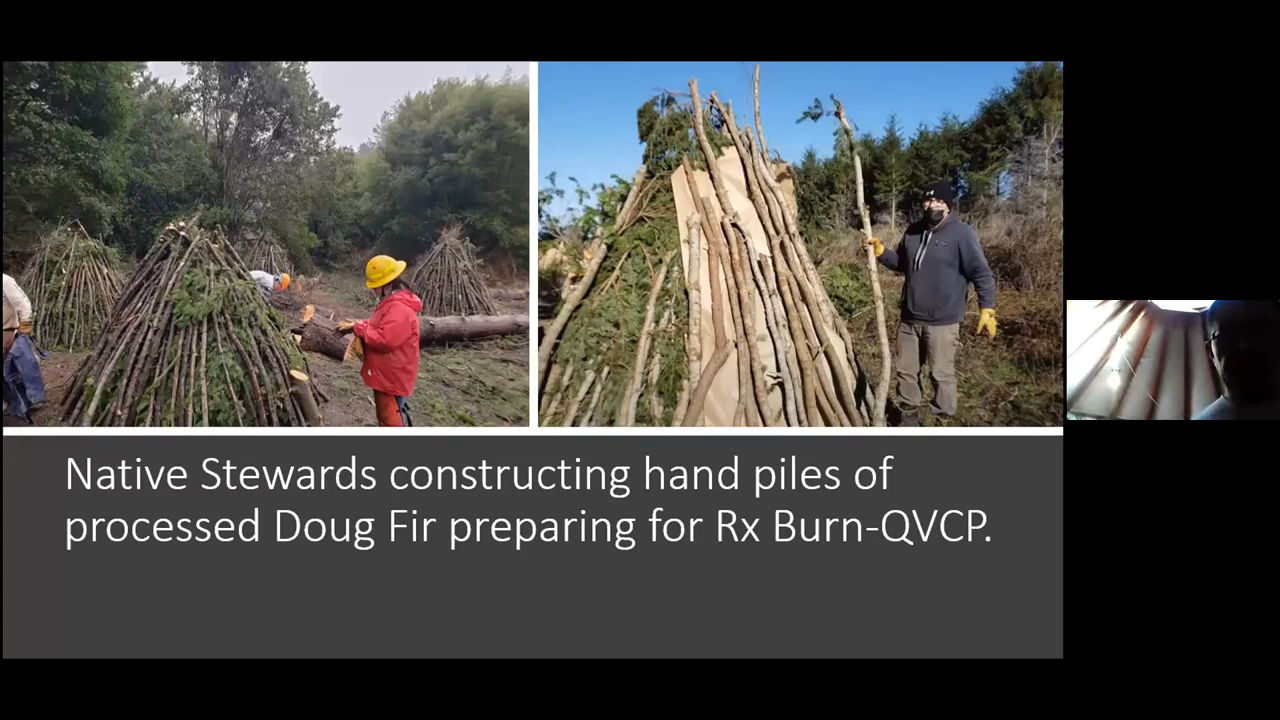 Native Stewards constructing hand piles of
processed Doug Fir preparing for Rx Burn-QVCP.